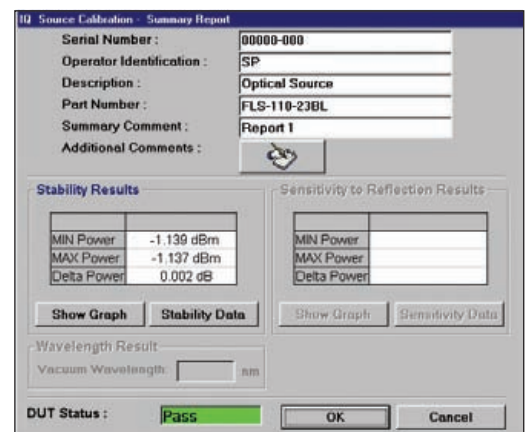 IQ Source Calibration - Summary Report
Serial Number : 00000-000
Operator Identification : SP
Description : Optical Source
Part Number : FLS-110-23BL
Summary Comment : Report 1
Additional Comments :
Stability Results
MIN Power -1.139 dBm
MAX Power -1.137 dBm
Delta Power 0.002 dB
Show Graph Stability Data
Sensitivity to Reflection Results
MIN Power
MAX Power
Delta Power
Show Graph Sensitivity Data
Wavelength Result
Vacuum Wavelength nm
DUT Status : Pass OK Cancel